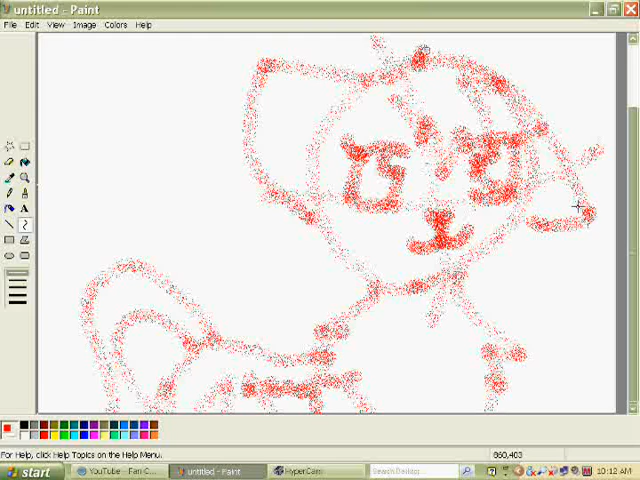 untitled - Paint
File Edit View Image Colors Help
A
For Help, click Help Topics on the Help Menu.
860,403
start
YouTube - Fan C...
untitled - Paint
HyperCam
Search Desktop
10:12 AM